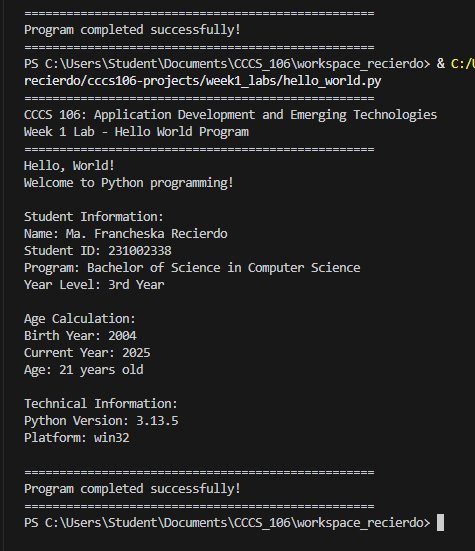 ==================================================
Program completed successfully!
==================================================
PS C:\Users\Student\Documents\CCCS_106\workspace_recierdo> & C:/
recierdo/cccs106-projects/week1_labs/hello_world.py
==================================================
CCCS 106: Application Development and Emerging Technologies
Week 1 Lab - Hello World Program
==================================================
Hello, World!
Welcome to Python programming!
Student Information:
Name: Ma. Francheska Recierdo
Student ID: 231002338
Program: Bachelor of Science in Computer Science
Year Level: 3rd Year
Age Calculation:
Birth Year: 2004
Current Year: 2025
Age: 21 years old
Technical Information:
Python Version: 3.13.5
Platform: win32
==================================================
Program completed successfully!
==================================================
PS C:\Users\Student\Documents\CCCS_106\workspace_recierdo>